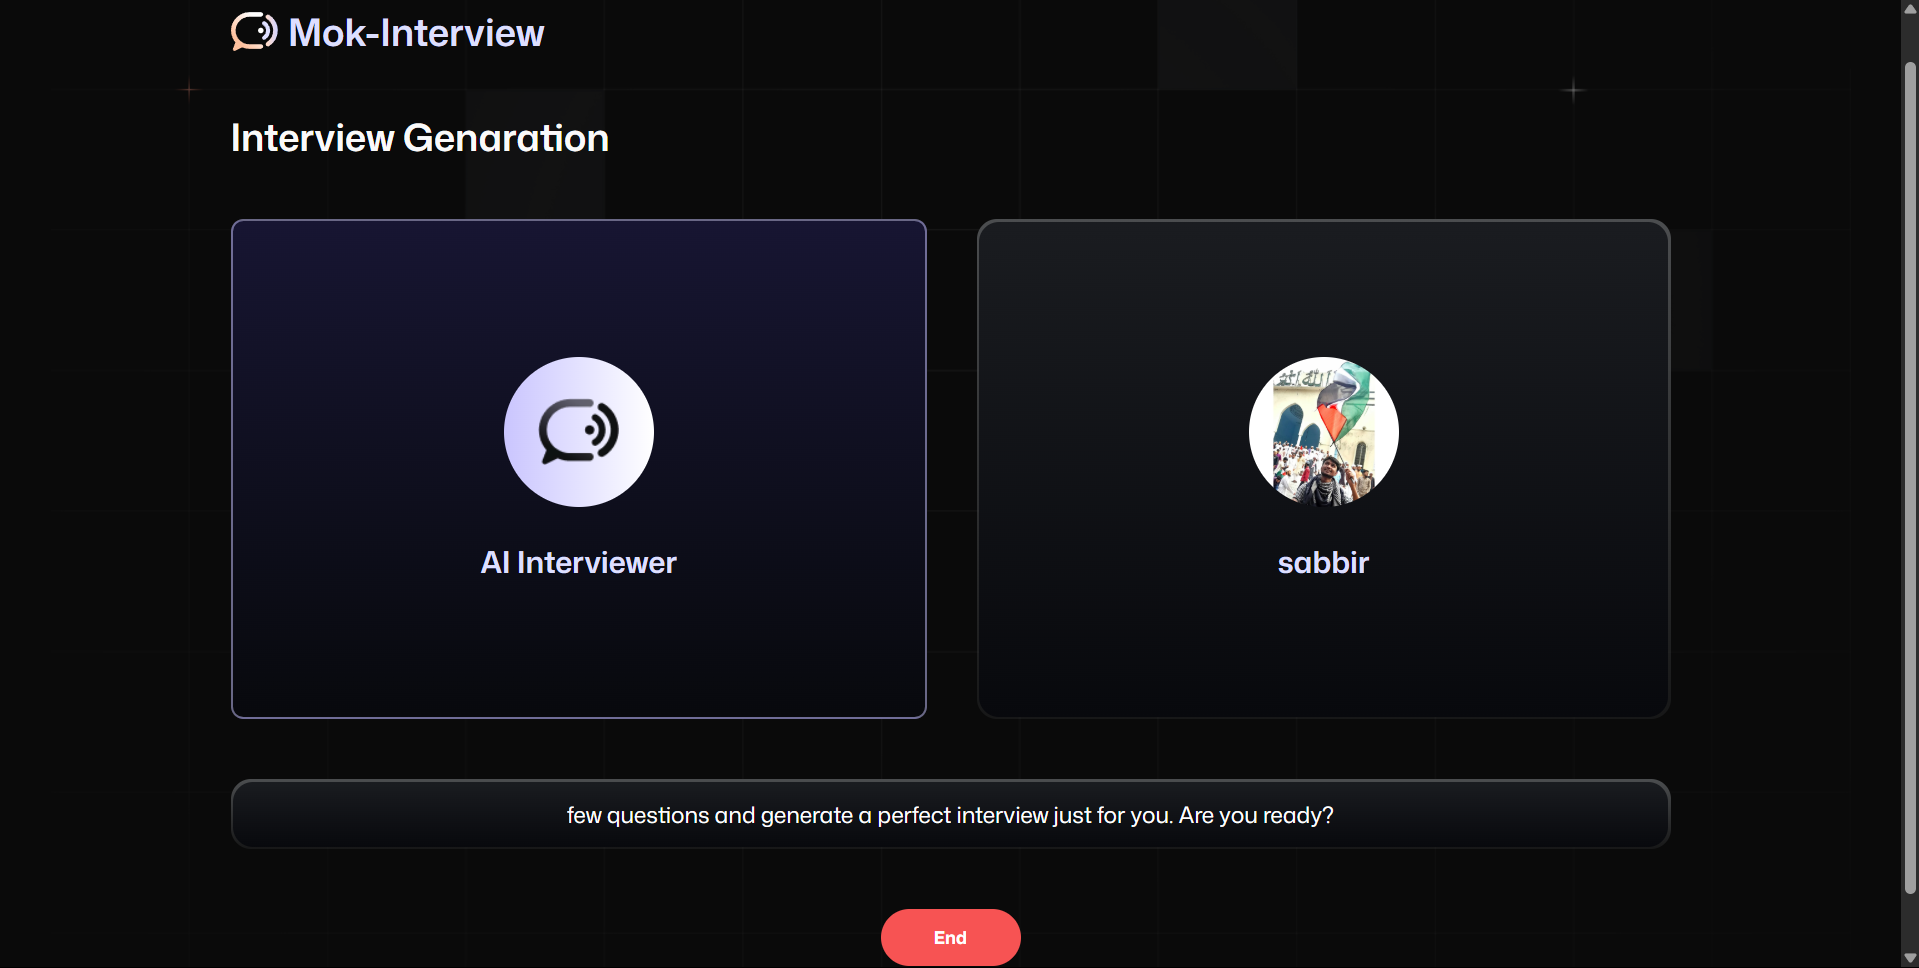 Mok-Interview
Interview Genaration
AI Interviewer
sabbir
few questions and generate a perfect interview just for you. Are you ready?
End